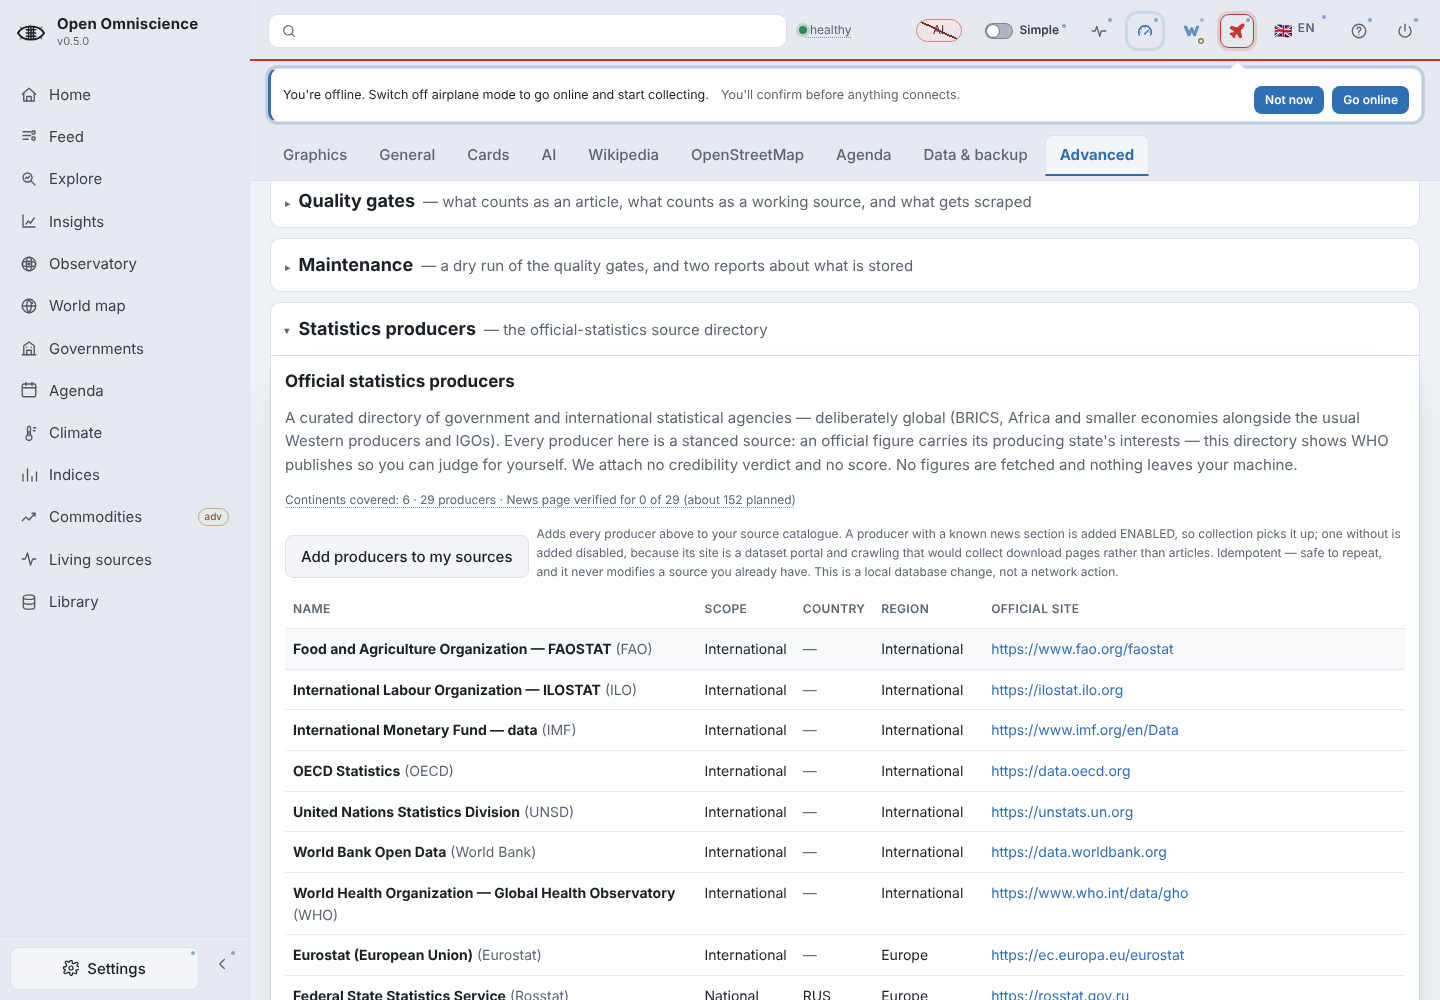 Open Omniscience
v0.5.0
healthy
AI
Simple
W
EN
Home
Feed
Explore
Insights
Observatory
World map
Governments
Agenda
Climate
Indices
Commodities adv
Living sources
Library
Settings
You're offline. Switch off airplane mode to go online and start collecting. You'll confirm before anything connects.
Not now
Go online
Graphics General Cards AI Wikipedia OpenStreetMap Agenda Data & backup Advanced
Quality gates — what counts as an article, what counts as a working source, and what gets scraped
Maintenance — a dry run of the quality gates, and two reports about what is stored
Statistics producers — the official-statistics source directory
Official statistics producers
A curated directory of government and international statistical agencies — deliberately global (BRICS, Africa and smaller economies alongside the usual
Western producers and IGOs). Every producer here is a stanced source: an official figure carries its producing state's interests — this directory shows WHO
publishes so you can judge for yourself. We attach no credibility verdict and no score. No figures are fetched and nothing leaves your machine.
Continents covered: 6 · 29 producers · News page verified for 0 of 29 (about 152 planned)
Add producers to my sources
Adds every producer above to your source catalogue. A producer with a known news section is added ENABLED, so collection picks it up; one without is
added disabled, because its site is a dataset portal and crawling that would collect download pages rather than articles. Idempotent — safe to repeat,
and it never modifies a source you already have. This is a local database change, not a network action.
NAME SCOPE COUNTRY REGION OFFICIAL SITE
Food and Agriculture Organization — FAOSTAT (FAO) International — International https://www.fao.org/faostat
International Labour Organization — ILOSTAT (ILO) International — International https://ilostat.ilo.org
International Monetary Fund — data (IMF) International — International https://www.imf.org/en/Data
OECD Statistics (OECD) International — International https://data.oecd.org
United Nations Statistics Division (UNSD) International — International https://unstats.un.org
World Bank Open Data (World Bank) International — International https://data.worldbank.org
World Health Organization — Global Health Observatory
(WHO) International — International https://www.who.int/data/gho
Eurostat (European Union) (Eurostat) International — Europe https://ec.europa.eu/eurostat
Federal State Statistics Service (Rosstat) National RUS Europe https://rosstat.gov.ru